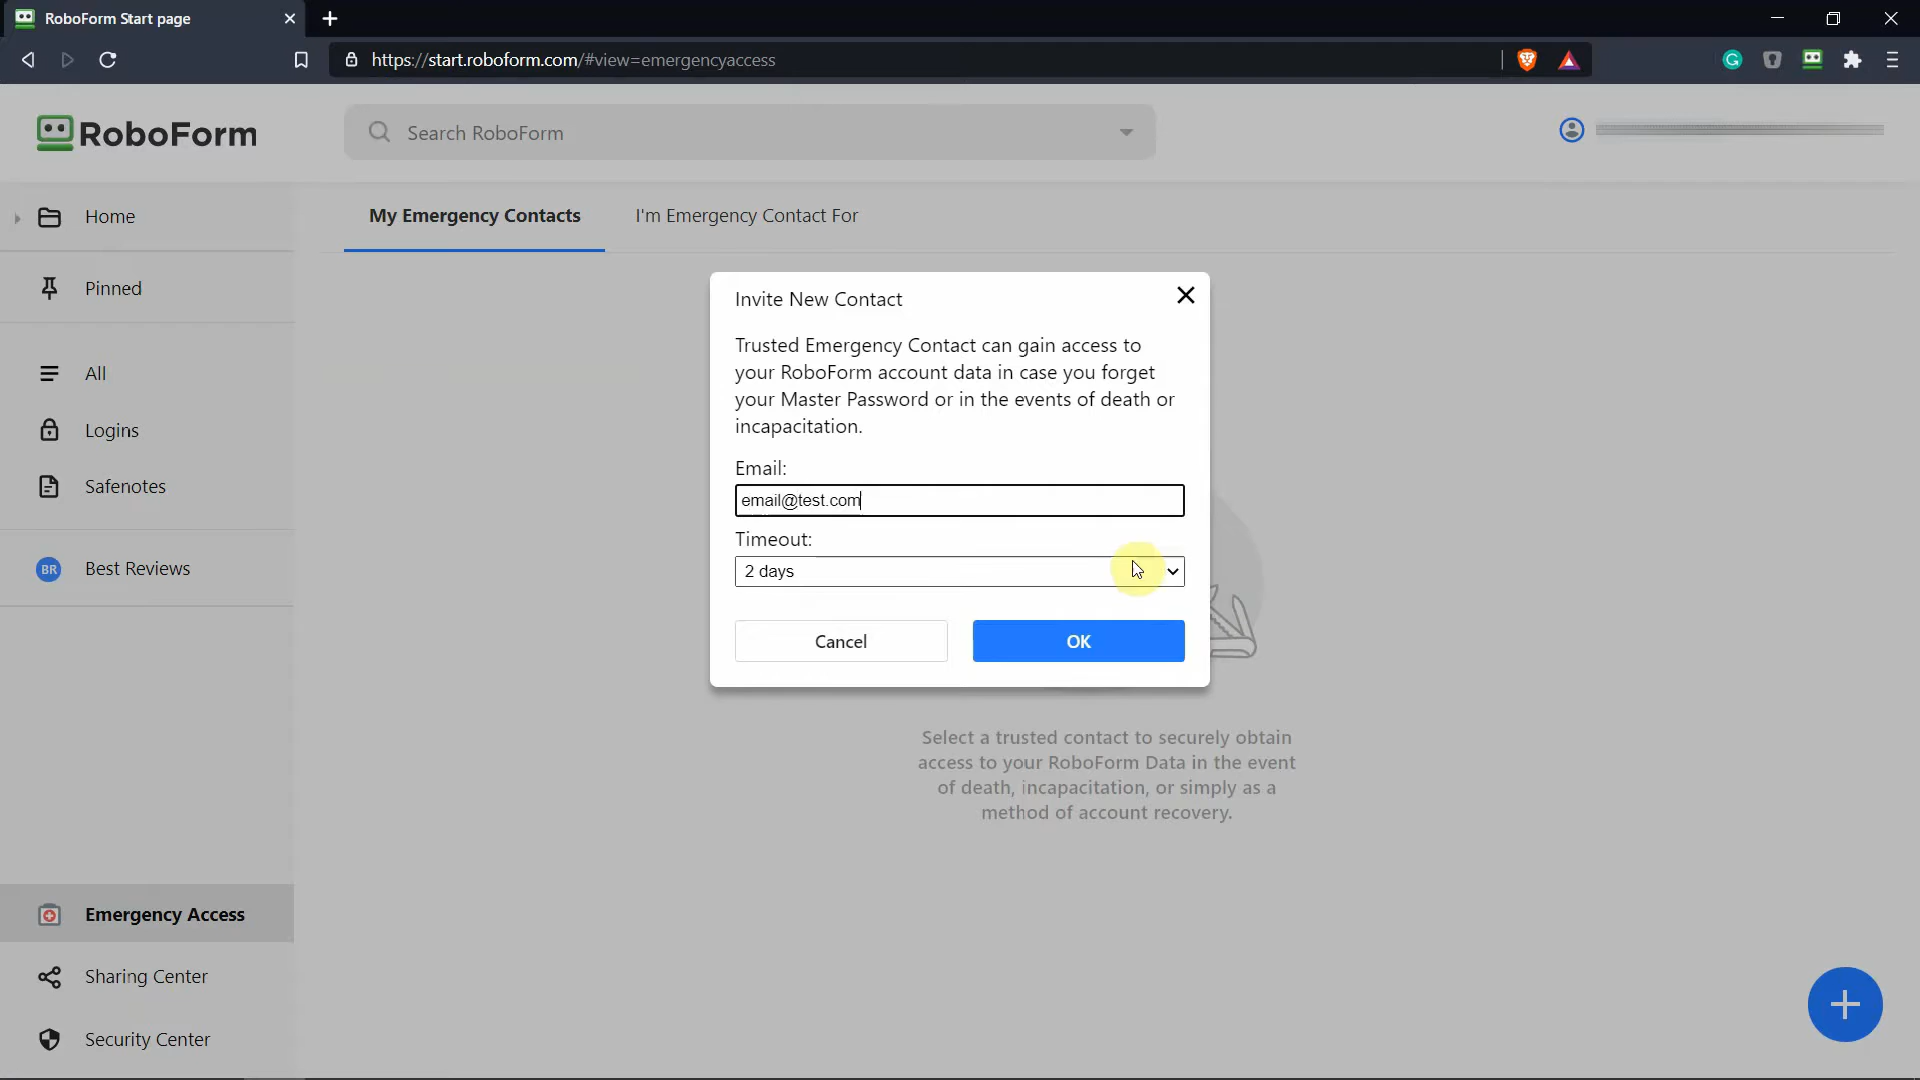 RoboForm Start page
https://start.roboform.com/#view=emergencyaccess
RoboForm
Search RoboForm
Home
Pinned
All
Logins
Safenotes
BR Best Reviews
Emergency Access
Sharing Center
Security Center
My Emergency Contacts
I'm Emergency Contact For
Invite New Contact
Trusted Emergency Contact can gain access to
your RoboForm account data in case you forget
your Master Password or in the events of death or
incapacitation.
Email:
email@test.com
Timeout:
2 days
Cancel
OK
Select a trusted contact to securely obtain
access to your RoboForm Data in the event
of death, incapacitation, or simply as a
method of account recovery.